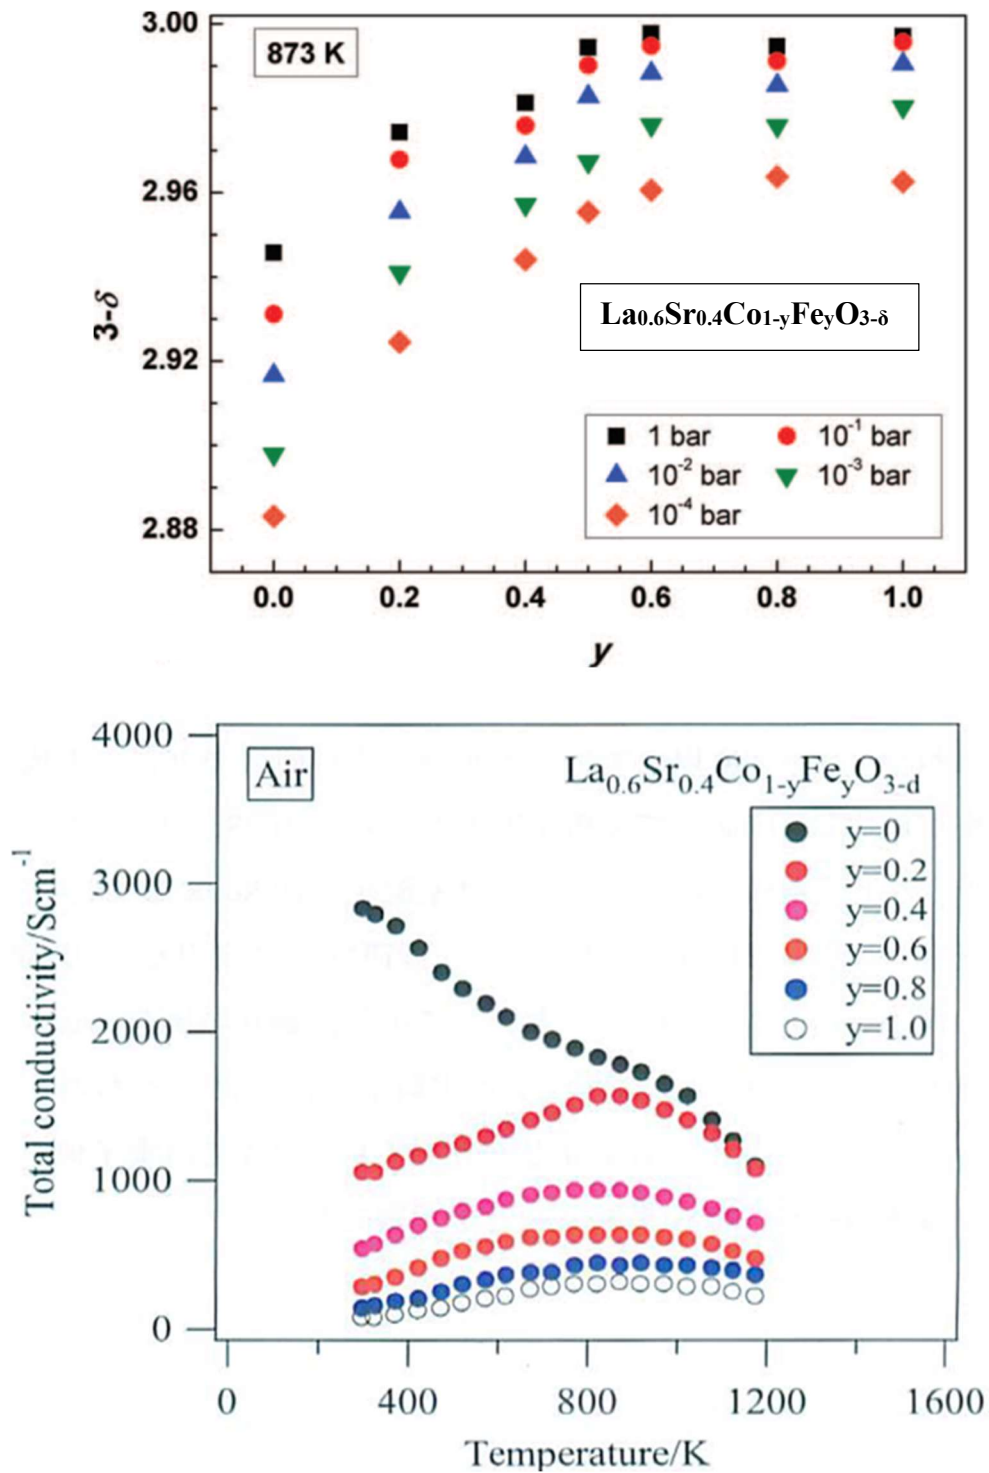 3.00
873 K
2.96
3-δ
La0.6Sr0.4Co1-yFeyO3-δ
2.92
1 bar
10-1 bar
10-2 bar
10-3 bar
10-4 bar
2.88
0.0 0.2 0.4 0.6 0.8 1.0
y
4000
Air
La0.6Sr0.4Co1-yFeyO3-d
y=0
y=0.2
y=0.4
y=0.6
y=0.8
y=1.0
3000
Total conductivity/Scm-1
2000
1000
0
0 400 800 1200 1600
Temperature/K